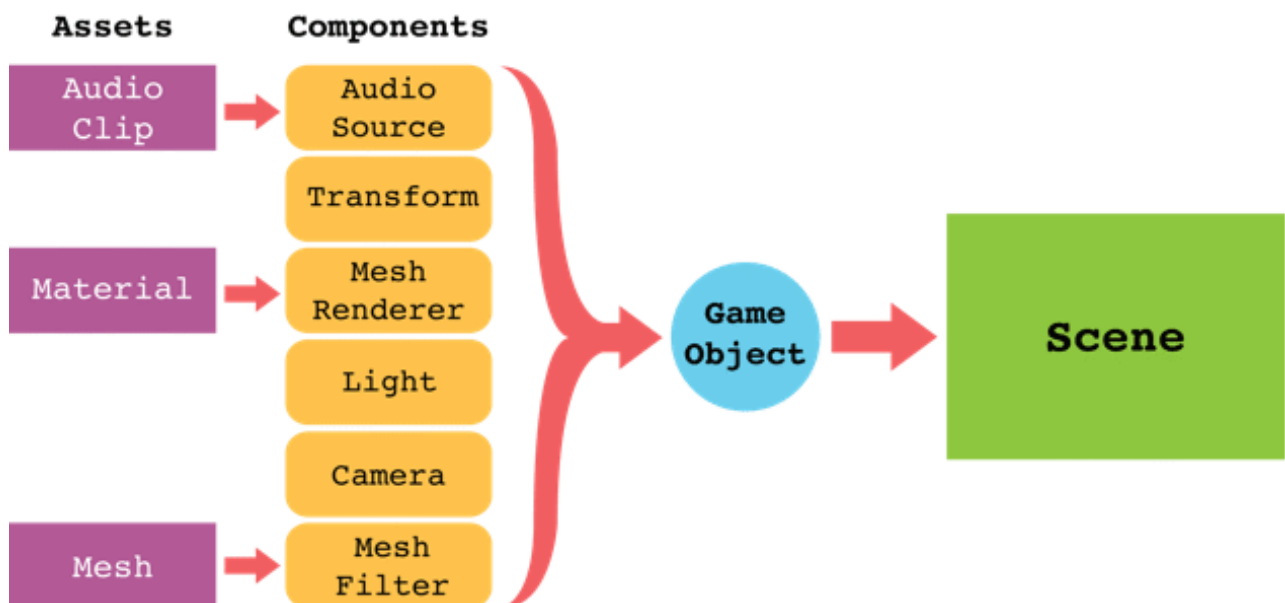 Assets
Components
Audio
Clip
Audio
Source
Transform
Material
Mesh
Renderer
Light
Camera
Mesh
Mesh
Filter
Game
Object
Scene